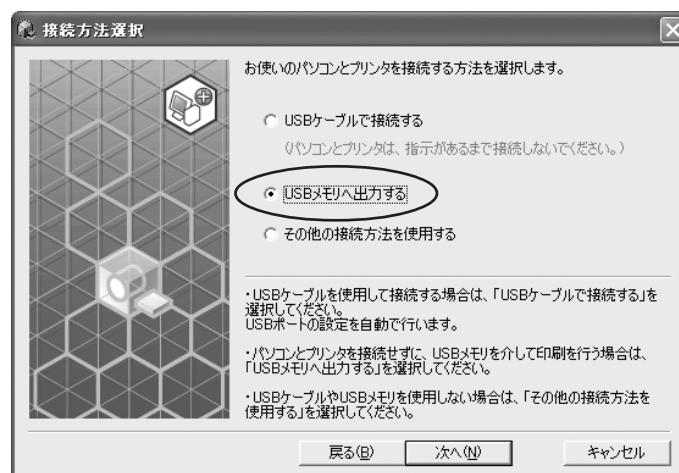 接続方法選択
お使いのパソコンとプリンタを接続する方法を選択します。
USBケーブルで接続する
(パソコンとプリンタは、指示があるまで接続しないでください。)
USBメモリへ出力する
その他の接続方法を使用する
・USBケーブルを使用して接続する場合は、「USBケーブルで接続する」を
選択してください。
USBポートの設定を自動で行います。
・パソコンとプリンタを接続せずに、USBメモリを介して印刷を行う場合は、
「USBメモリへ出力する」を選択してください。
・USBケーブルやUSBメモリを使用しない場合は、「その他の接続方法を
使用する」を選択してください。
戻る(B) 次へ(N) キャンセル